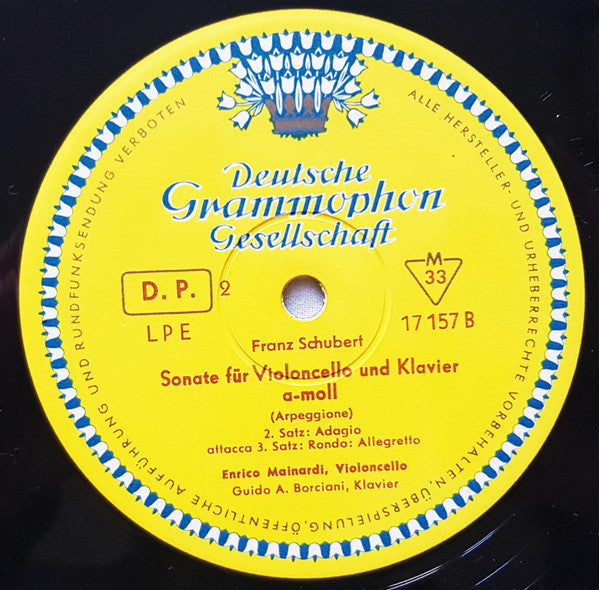 Deutsche
Grammophon
Gesellschaft
D. P. 2
LPE
M
33
17 157 B
Franz Schubert
Sonate für Violoncello und Klavier
a-moll
(Arpeggione)
2. Satz: Adagio
attacca 3. Satz: Rondo: Allegretto
Enrico Mainardi, Violoncello
Guido A. Borciani, Klavier
ALLE HERSTELLER- UND URHEBERRECHTE VORBEHALTEN, ÜBERSPIELUNG, ÖFFENTLICHE AUFFÜHRUNG UND RUNDFUNKSENDUNG VERBOTEN